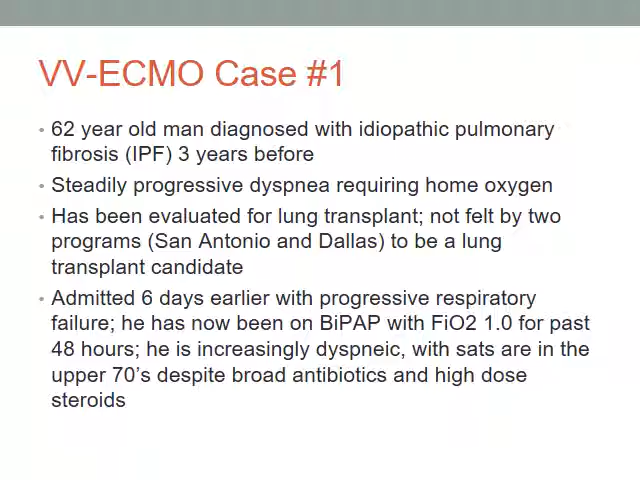 VV-ECMO Case #1
• 62 year old man diagnosed with idiopathic pulmonary
fibrosis (IPF) 3 years before
• Steadily progressive dyspnea requiring home oxygen
• Has been evaluated for lung transplant; not felt by two
programs (San Antonio and Dallas) to be a lung
transplant candidate
• Admitted 6 days earlier with progressive respiratory
failure; he has now been on BiPAP with FiO2 1.0 for past
48 hours; he is increasingly dyspneic, with sats are in the
upper 70’s despite broad antibiotics and high dose
steroids